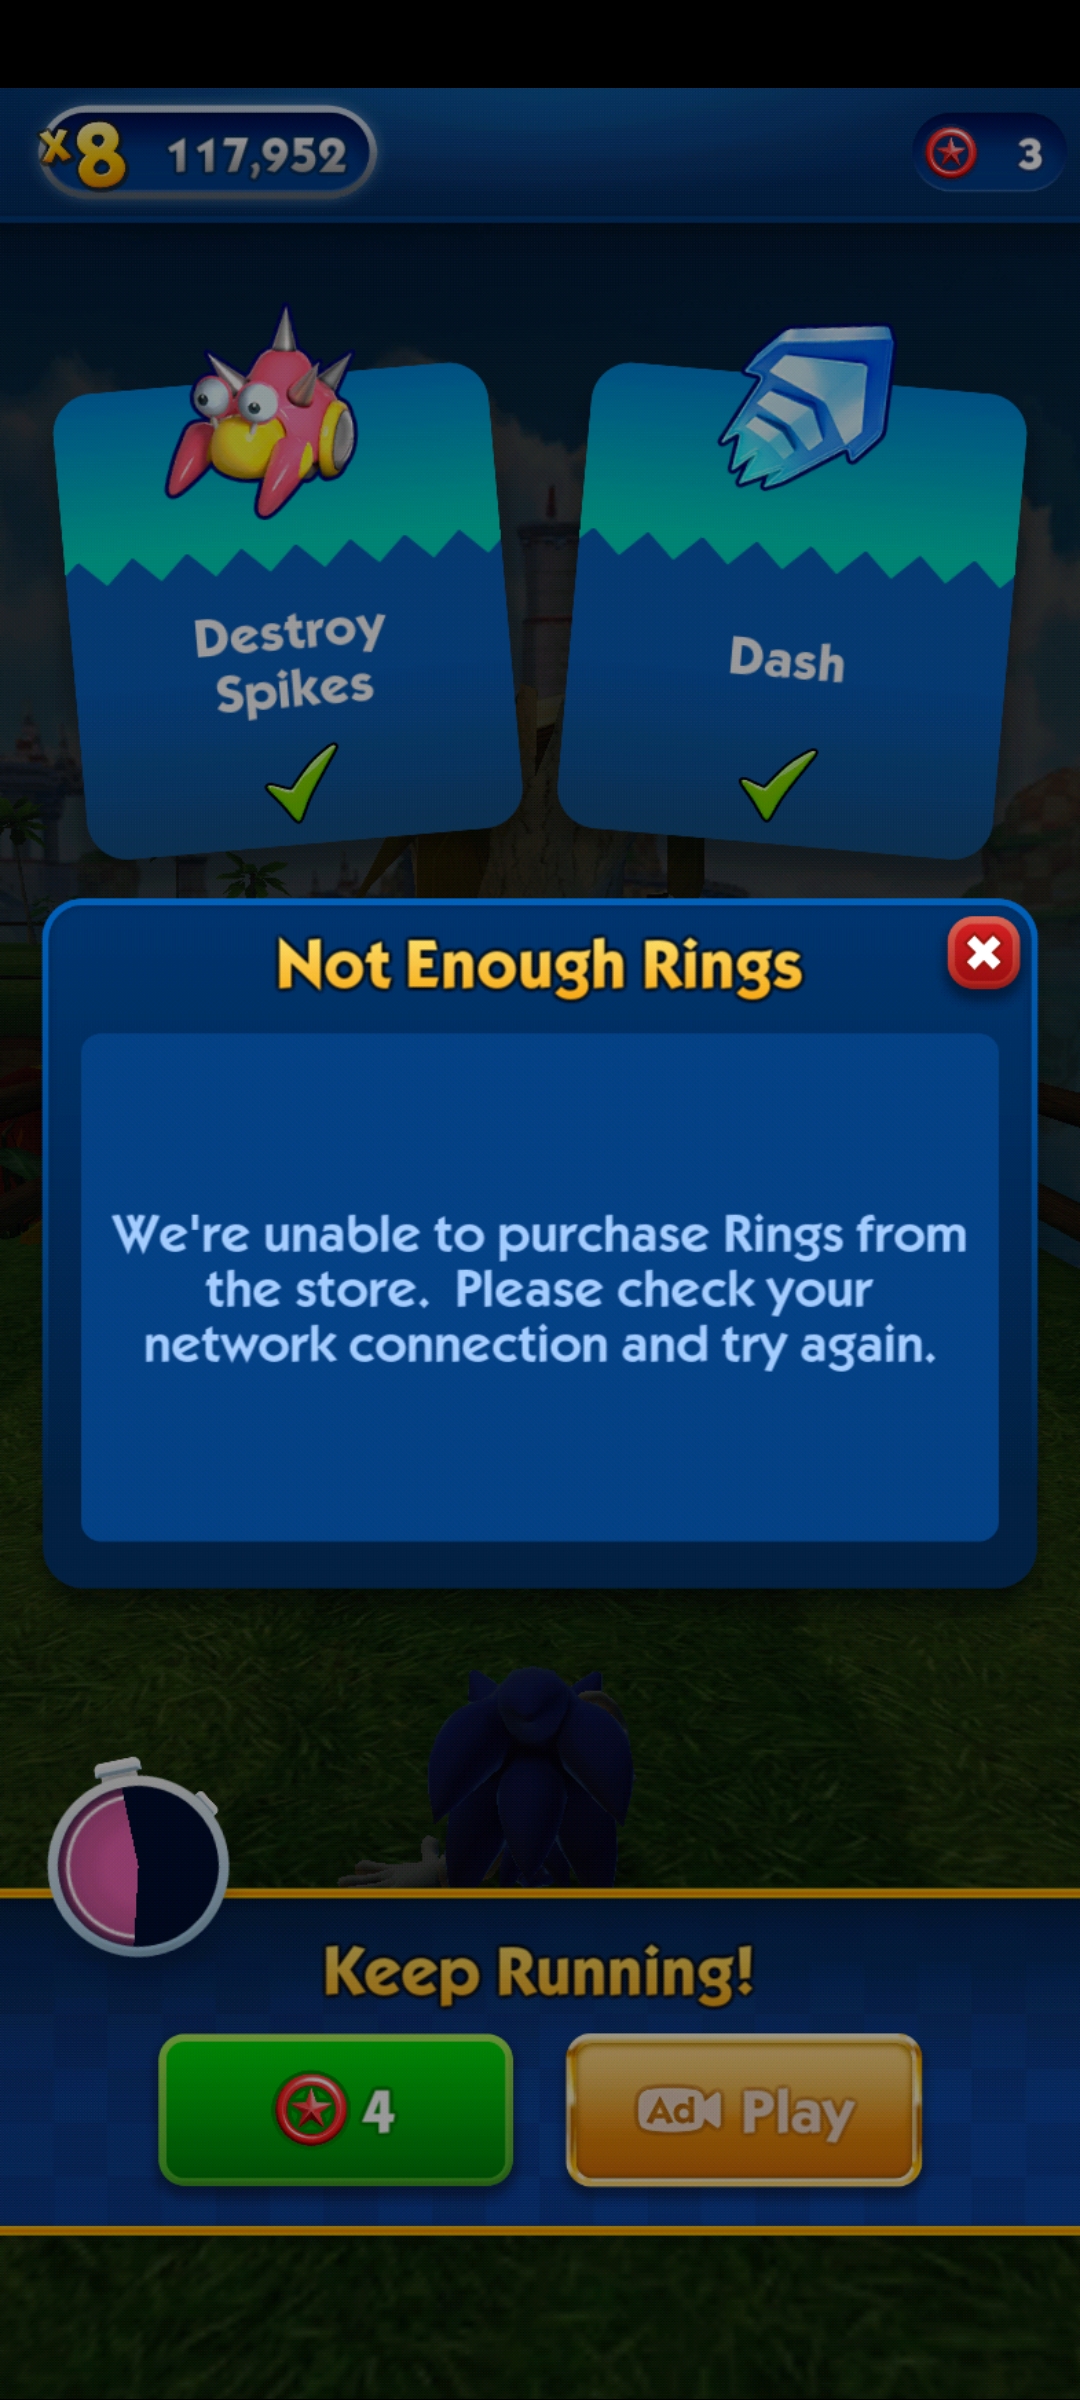 x8 117,952
3
Destroy
Spikes
Dash
Not Enough Rings
We're unable to purchase Rings from
the store.  Please check your
network connection and try again.
Keep Running!
4
Ad Play